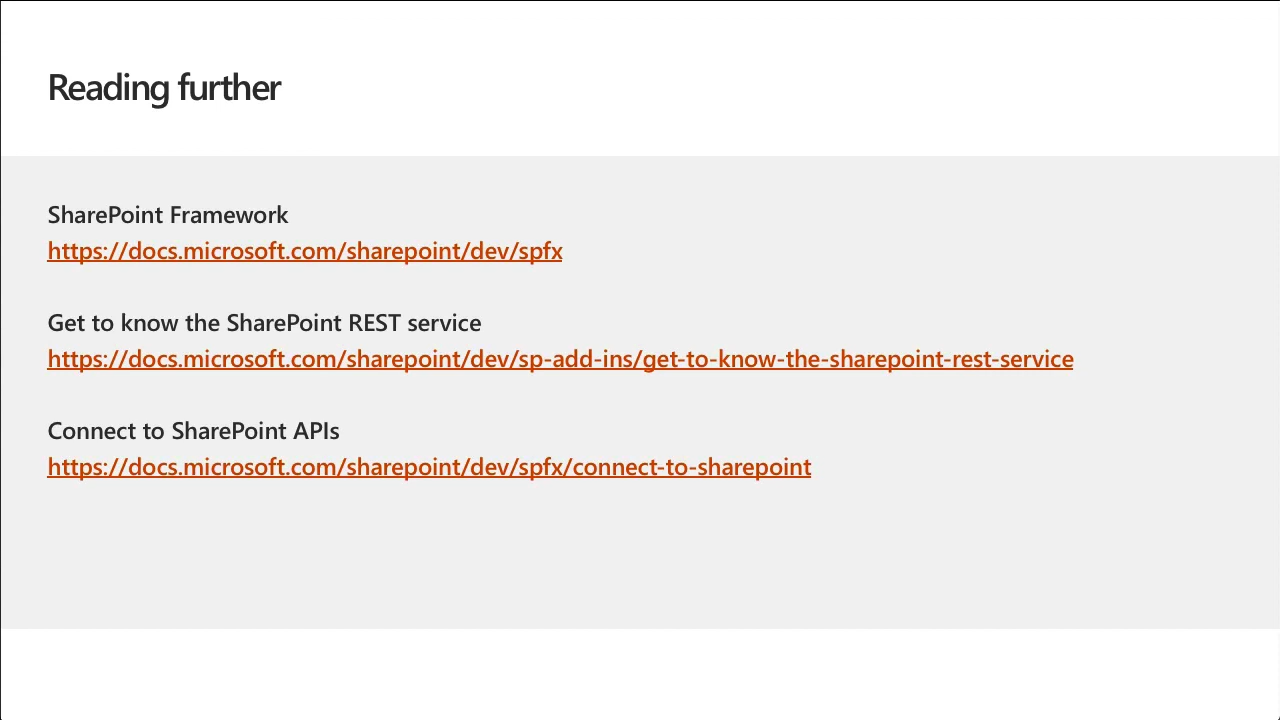 Reading further
SharePoint Framework
https://docs.microsoft.com/sharepoint/dev/spfx
Get to know the SharePoint REST service
https://docs.microsoft.com/sharepoint/dev/sp-add-ins/get-to-know-the-sharepoint-rest-service
Connect to SharePoint APIs
https://docs.microsoft.com/sharepoint/dev/spfx/connect-to-sharepoint